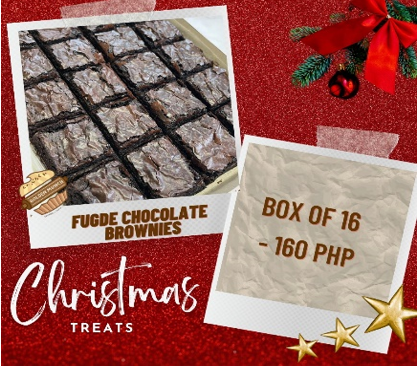 FUGDE CHOCOLATE
BROWNIES
BOX OF 16
- 160 PHP
Christmas
TREATS